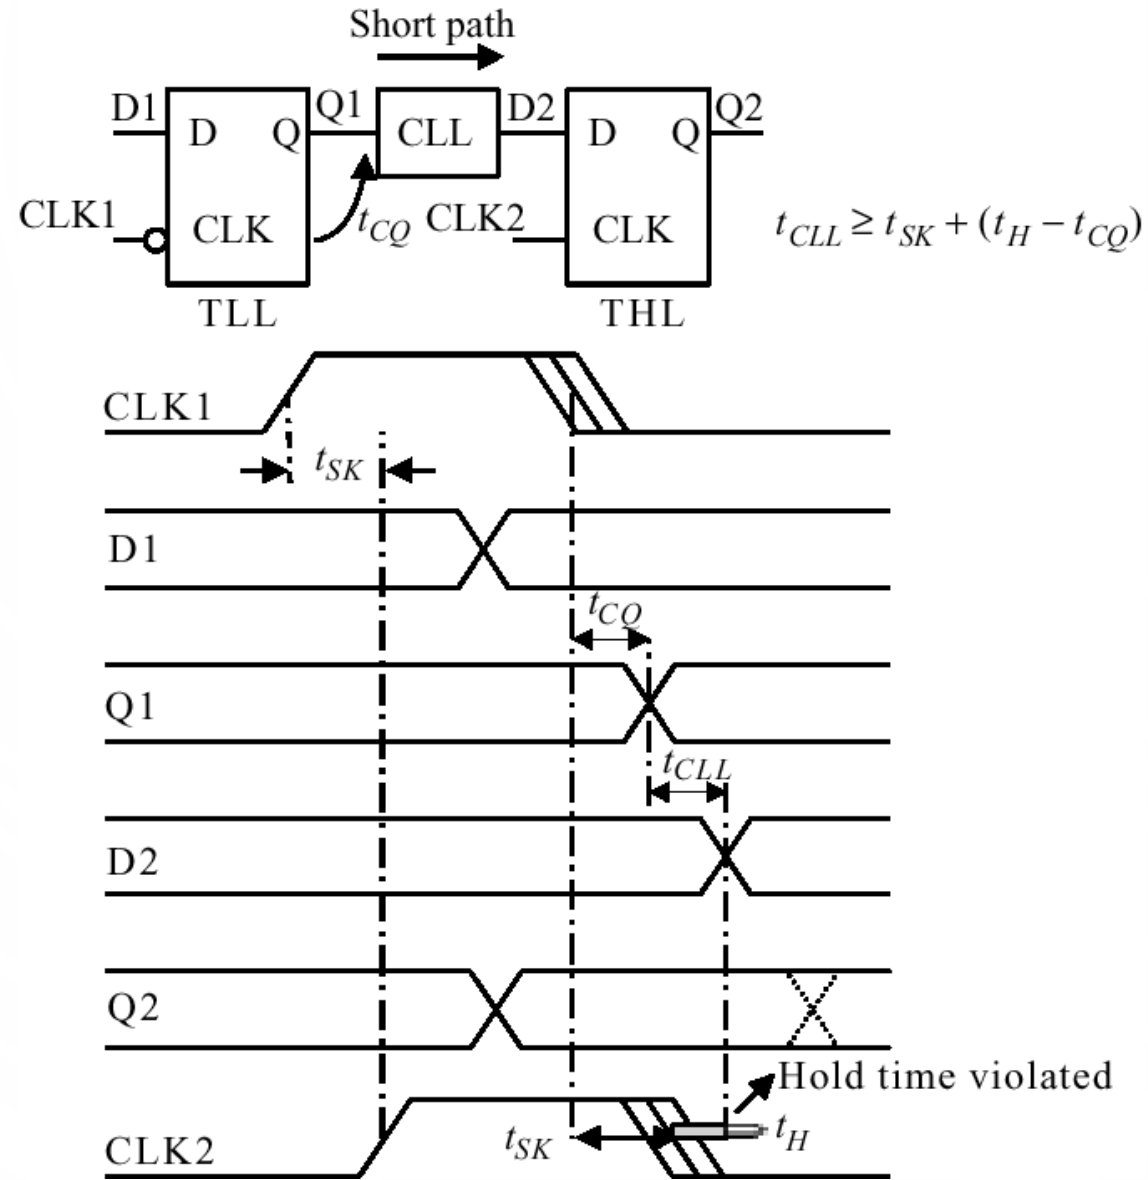 Short path
D1 D Q Q1 CLL D2 D Q Q2
CLK1 CLK t_CQ CLK2 CLK t_CLL ≥ t_SK + (t_H − t_CQ)
TLL THL
CLK1
t_SK
D1
t_CQ
Q1
t_CLL
D2
Q2
Hold time violated
t_SK t_H
CLK2